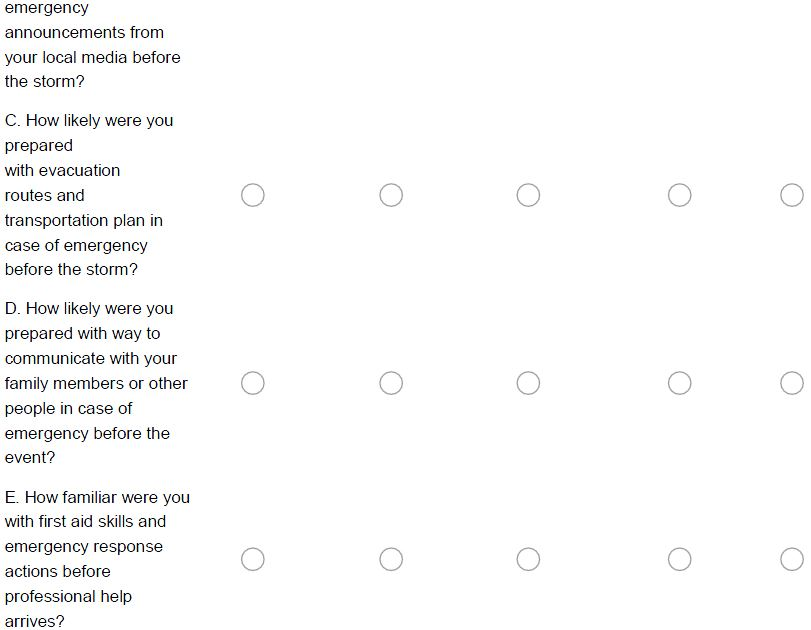 emergency
announcements from
your local media before
the storm?
C. How likely were you
prepared
with evacuation
routes and
transportation plan in
case of emergency
before the storm?
D. How likely were you
prepared with way to
communicate with your
family members or other
people in case of
emergency before the
event?
E. How familiar were you
with first aid skills and
emergency response
actions before
professional help
arrives?